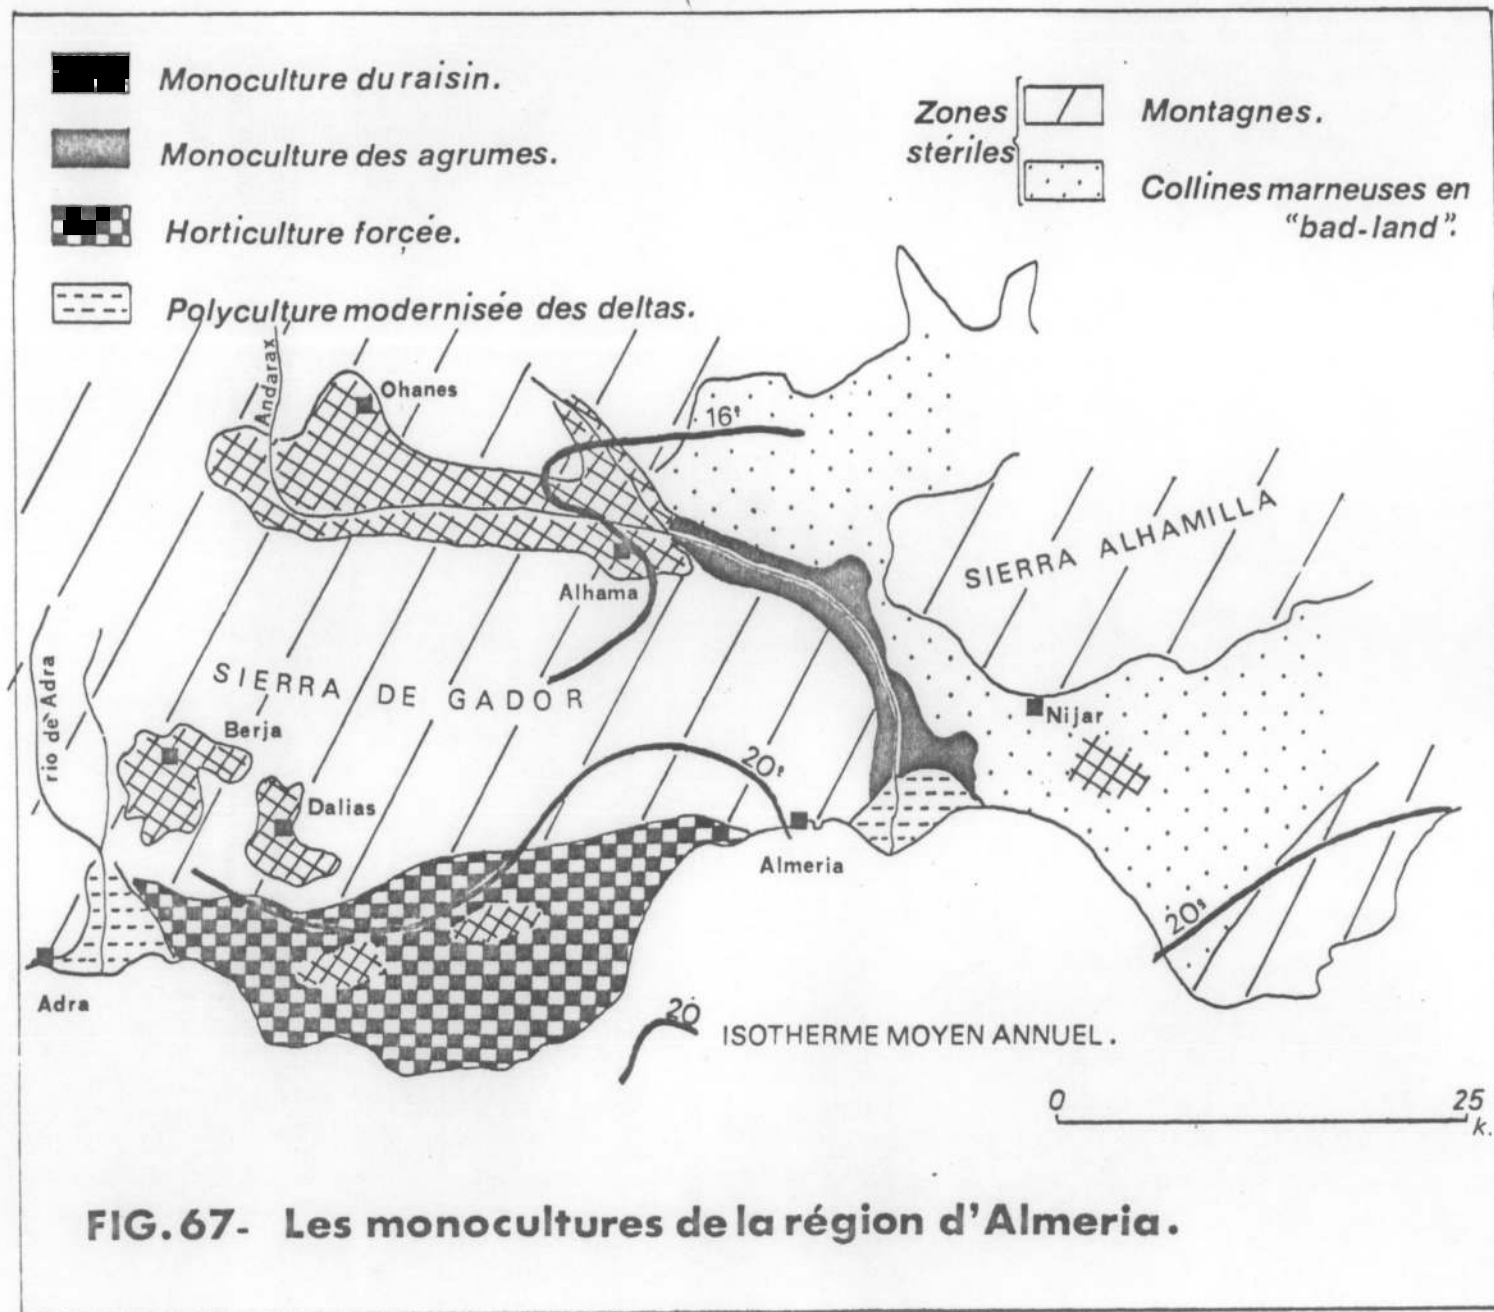 Monoculture du raisin.
Monoculture des agrumes.
Horticulture forçée.
Polyculture modernisée des deltas.
Zones
stériles
Montagnes.
Collines marneuses en
"bad-land".
Andarax
Ohanes
16°
SIERRA ALHAMILLA
Alhama
rio de Adra
SIERRA DE GADOR
Berja
Nijar
20°
Dalias
Almeria
20°
Adra
20
ISOTHERME MOYEN ANNUEL.
0 25
k.
FIG.67- Les monocultures de la région d'Almeria.